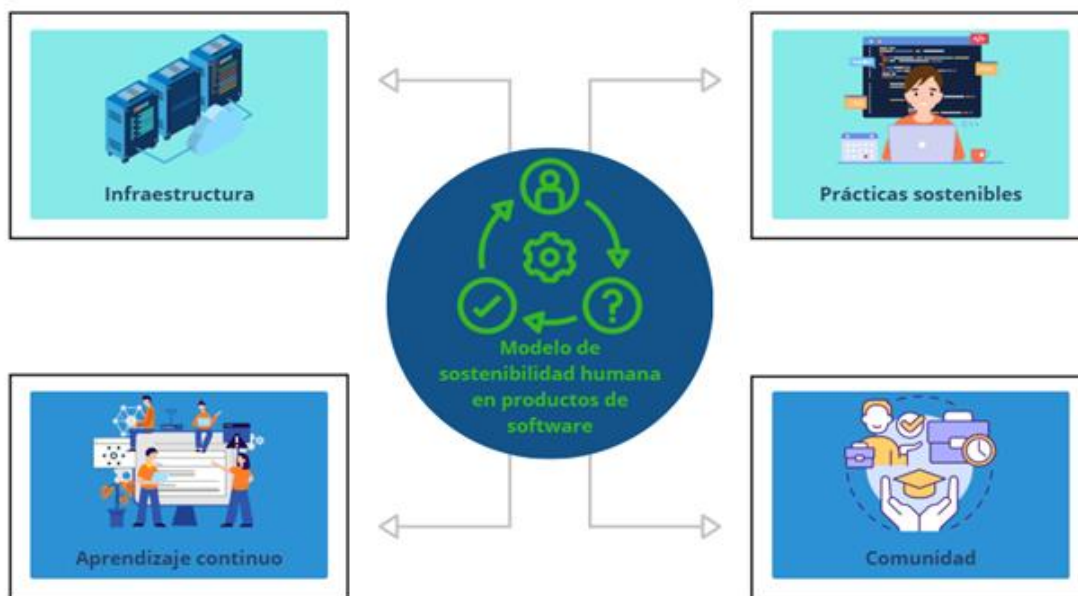 Infraestructura
Prácticas sostenibles
Modelo de
sostenibilidad humana
en productos de
software
Aprendizaje continuo
Comunidad